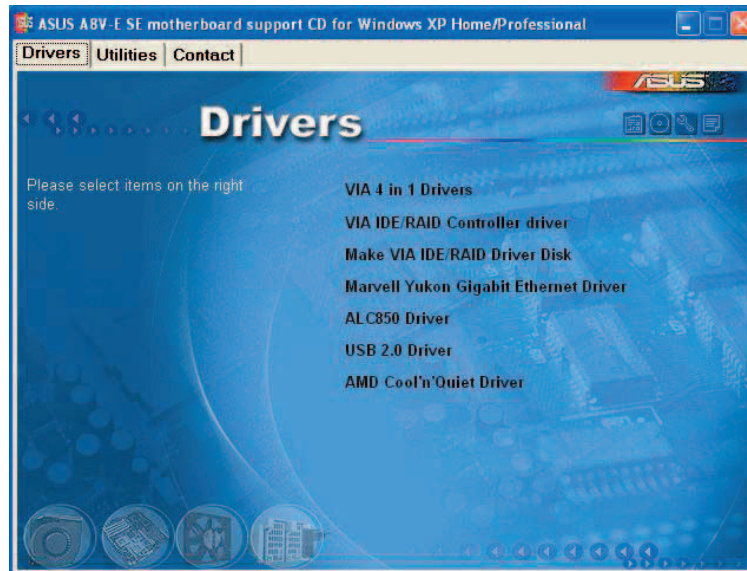 ASUS A8V-E SE motherboard support CD for Windows XP Home/Professional
Drivers Utilities Contact
ASUS
Drivers
Please select items on the right
side.
VIA 4 in 1 Drivers
VIA IDE/RAID Controller driver
Make VIA IDE/RAID Driver Disk
Marvell Yukon Gigabit Ethernet Driver
ALC850 Driver
USB 2.0 Driver
AMD Cool'n'Quiet Driver